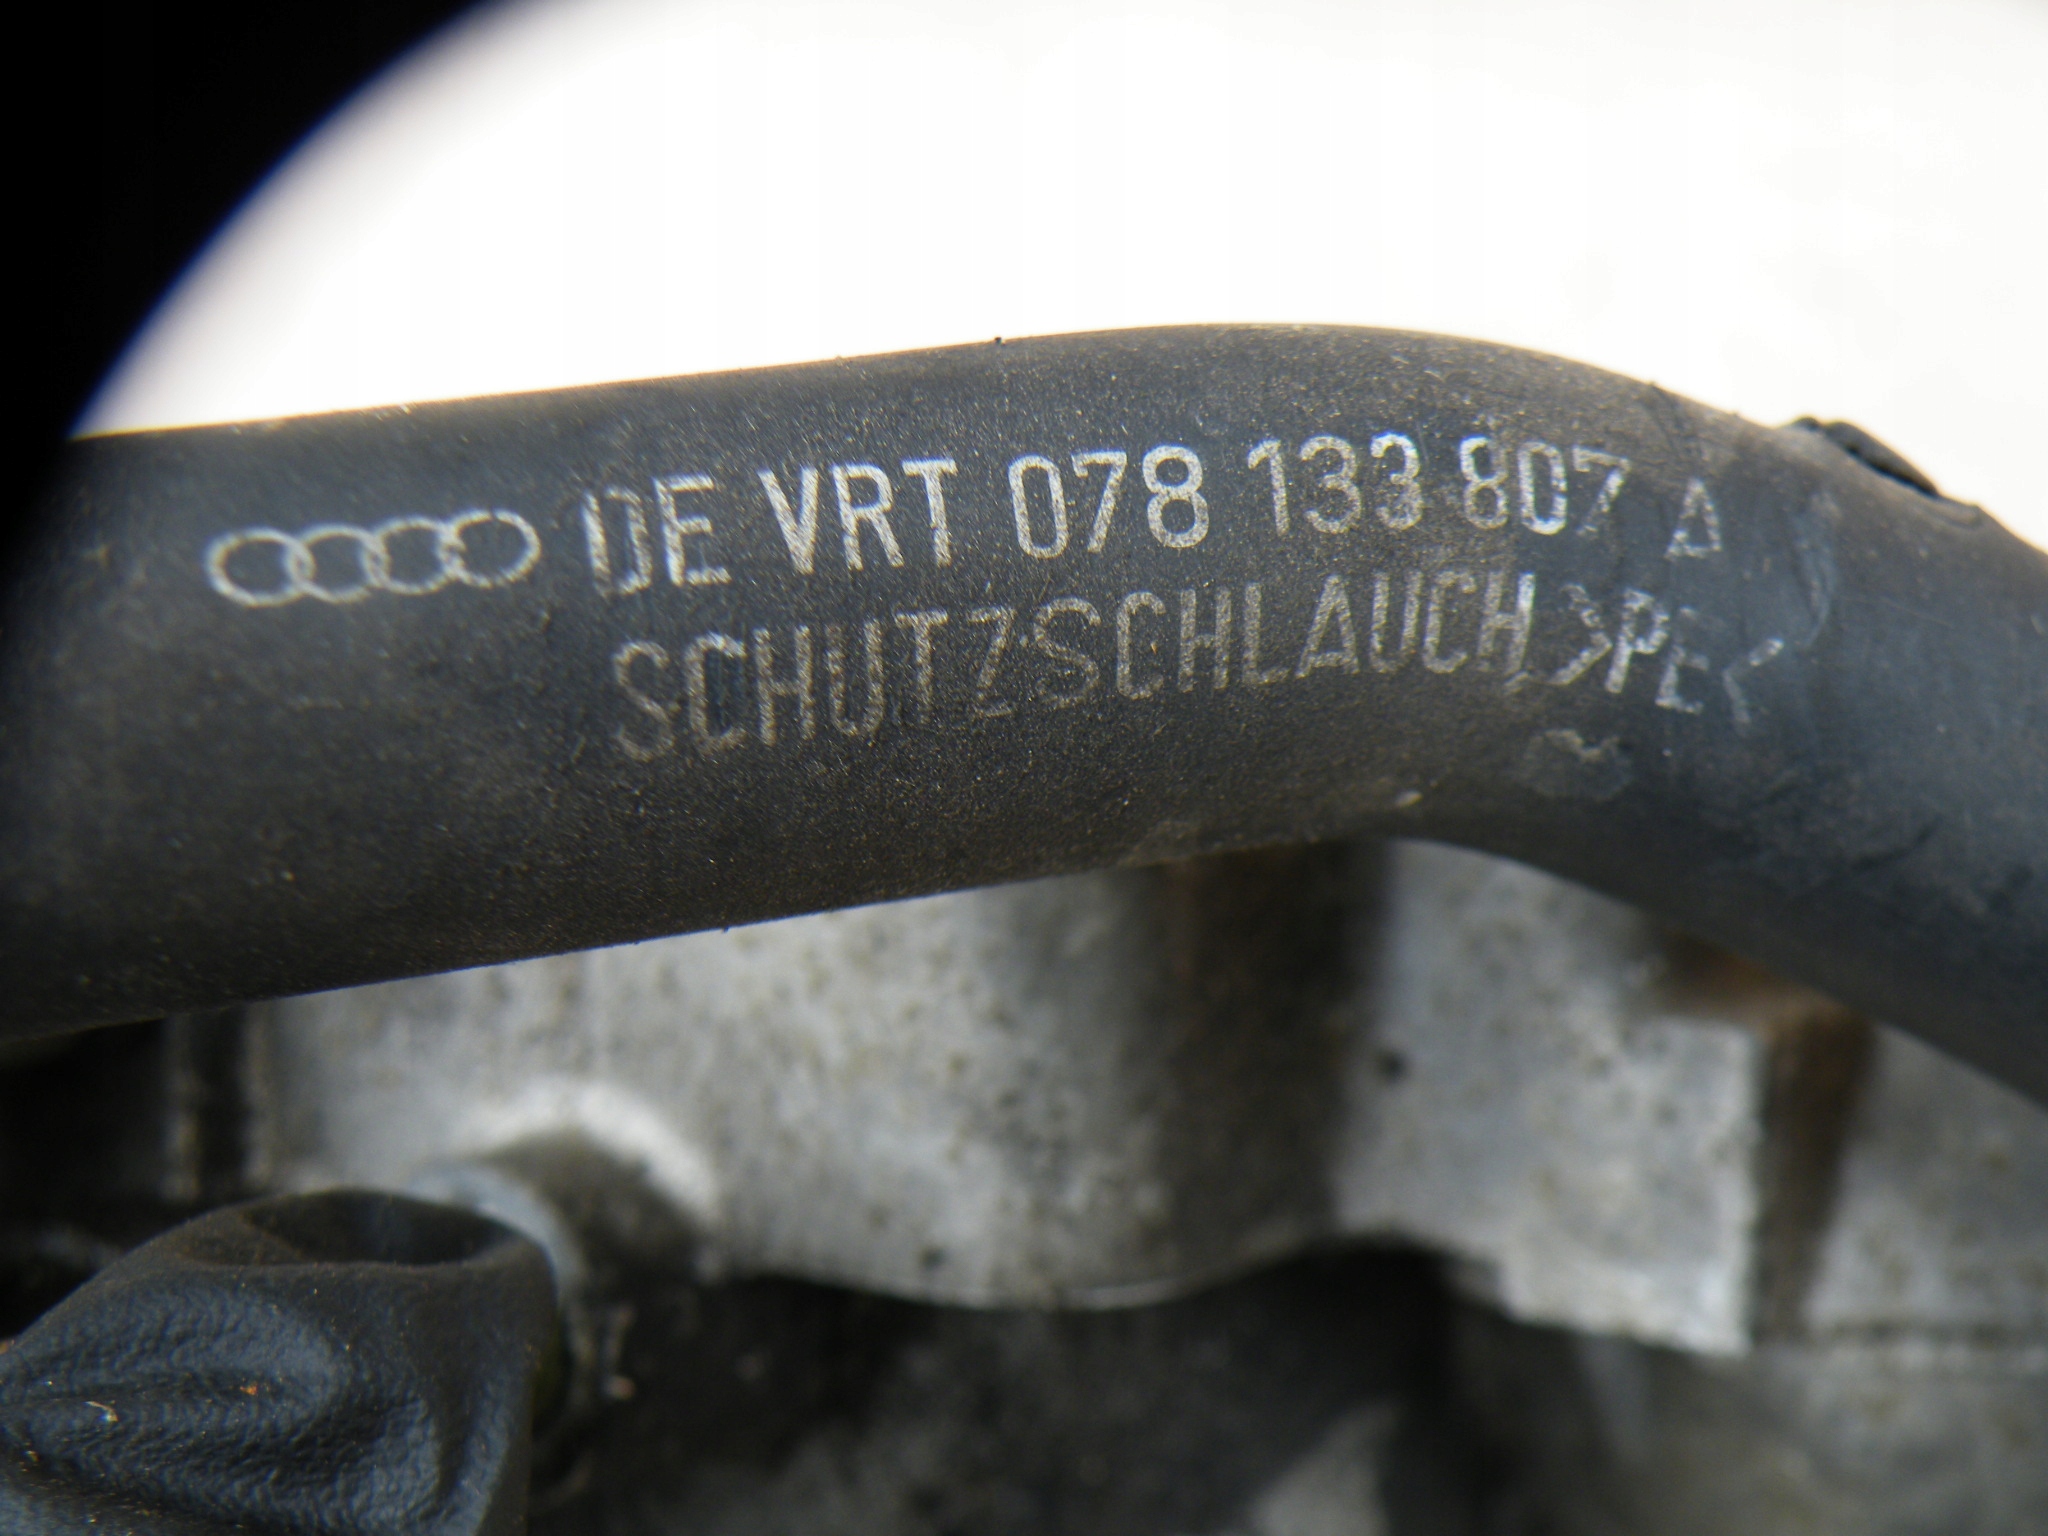 DE VRT 078 133 807 A
SCHUTZSCHLAUCH >PE<